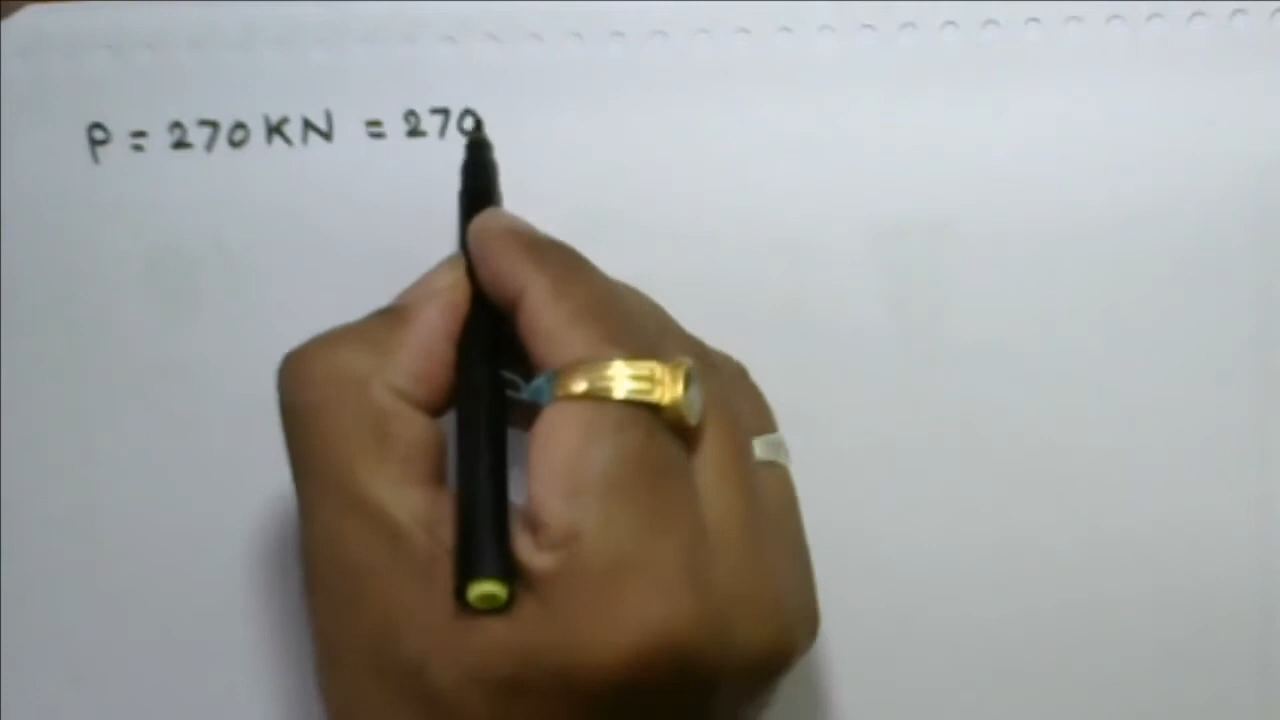 P = 270 KN = 270